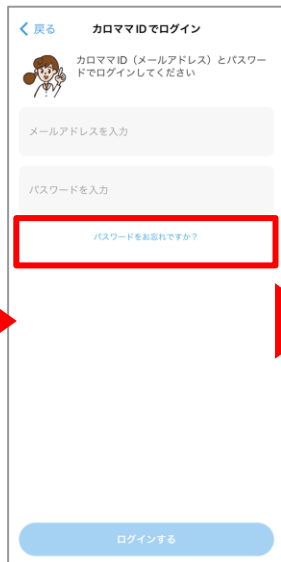 戻る
カロママIDでログイン
カロママID（メールアドレス）とパスワー
ドでログインしてください
メールアドレスを入力
パスワードを入力
パスワードをお忘れですか？
ログインする